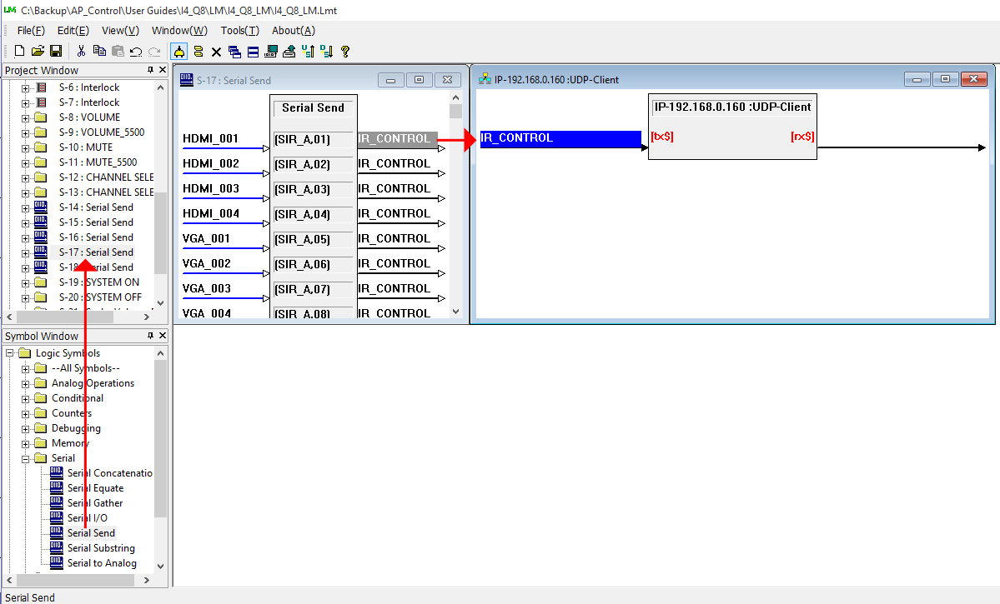 LM C:\Backup\AP_Control\User Guides\I4_Q8\LM\I4_Q8_LM\I4_Q8_LM.Lmt
File(F) Edit(E) View(V) Window(W) Tools(T) About(A)
Project Window
S-6 : Interlock
S-7 : Interlock
S-8 : VOLUME
S-9 : VOLUME_5500
S-10 : MUTE
S-11 : MUTE_5500
S-12 : CHANNEL SELE
S-13 : CHANNEL SELE
S-14 : Serial Send
S-15 : Serial Send
S-16 : Serial Send
S-17 : Serial Send
S-18 : Serial Send
S-19 : SYSTEM ON
S-20 : SYSTEM OFF
Symbol Window
Logic Symbols
--All Symbols--
Analog Operations
Conditional
Counters
Debugging
Memory
Serial
Serial Concatenatio
Serial Equate
Serial Gather
Serial I/O
Serial Send
Serial Substring
Serial to Analog
Serial Send
S-17 : Serial Send
Serial Send
HDMI_001 (SIR_A,01) IR_CONTROL
HDMI_002 (SIR_A,02) IR_CONTROL
HDMI_003 (SIR_A,03) IR_CONTROL
HDMI_004 (SIR_A,04) IR_CONTROL
VGA_001 (SIR_A,05) IR_CONTROL
VGA_002 (SIR_A,06) IR_CONTROL
VGA_003 (SIR_A,07) IR_CONTROL
VGA_004 (SIR_A,08) IR_CONTROL
IP-192.168.0.160 :UDP-Client
IP-192.168.0.160 :UDP-Client
IR_CONTROL [tx$] [rx$]